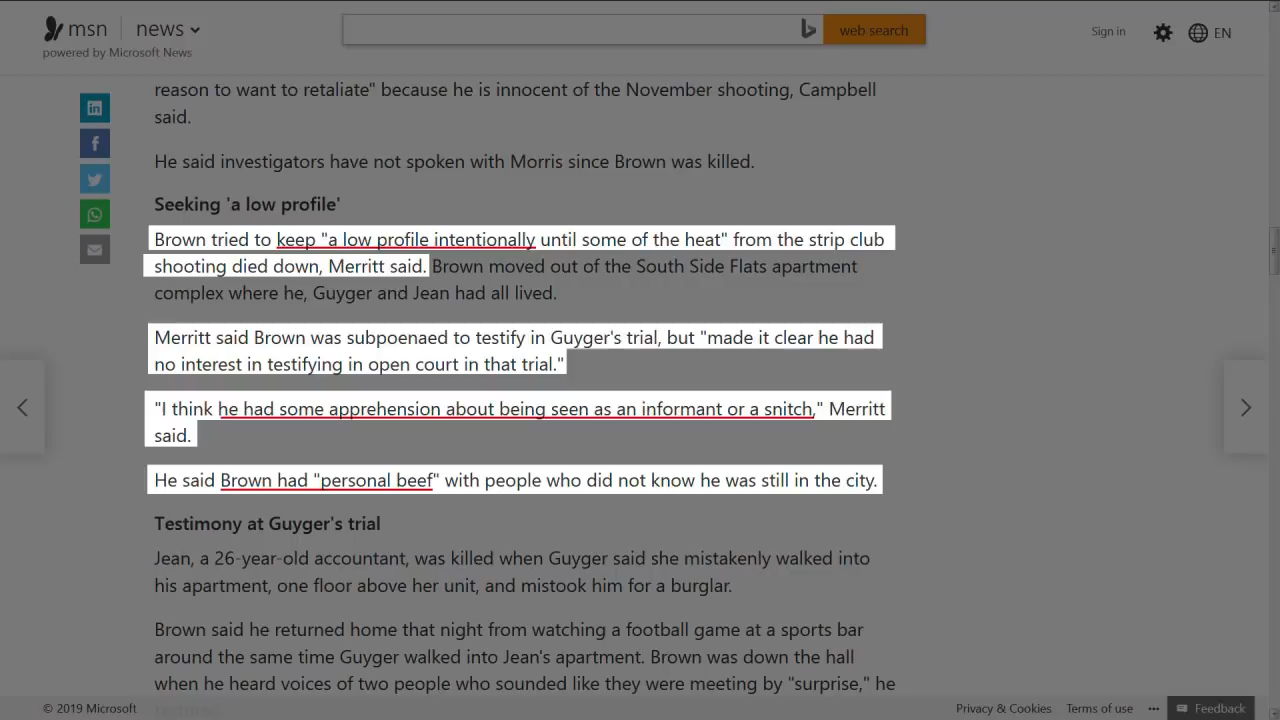 msn news
powered by Microsoft News
web search
Sign in
EN
reason to want to retaliate" because he is innocent of the November shooting, Campbell
said.
He said investigators have not spoken with Morris since Brown was killed.
Seeking 'a low profile'
Brown tried to keep "a low profile intentionally until some of the heat" from the strip club
shooting died down, Merritt said. Brown moved out of the South Side Flats apartment
complex where he, Guyger and Jean had all lived.
Merritt said Brown was subpoenaed to testify in Guyger's trial, but "made it clear he had
no interest in testifying in open court in that trial."
"I think he had some apprehension about being seen as an informant or a snitch," Merritt
said.
He said Brown had "personal beef" with people who did not know he was still in the city.
Testimony at Guyger's trial
Jean, a 26-year-old accountant, was killed when Guyger said she mistakenly walked into
his apartment, one floor above her unit, and mistook him for a burglar.
Brown said he returned home that night from watching a football game at a sports bar
around the same time Guyger walked into Jean's apartment. Brown was down the hall
when he heard voices of two people who sounded like they were meeting by "surprise," he
© 2019 Microsoft
Privacy & Cookies
Terms of use
...
Feedback